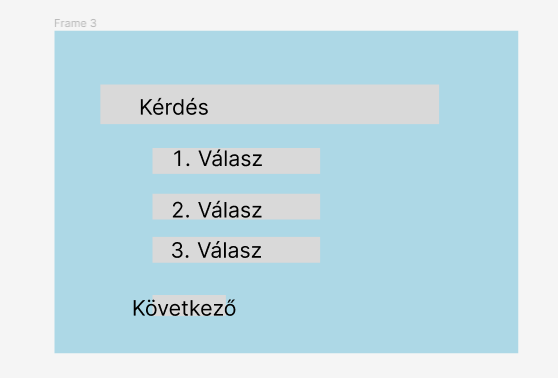 Frame 3
Kérdés
1. Válasz
2. Válasz
3. Válasz
Következő